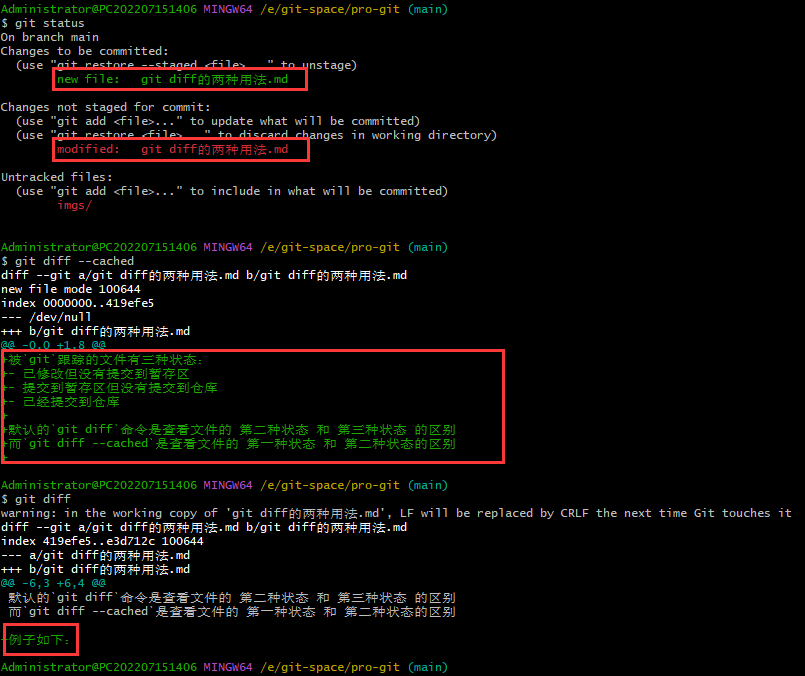 Administrator@PC202207151406 MINGW64 /e/git-space/pro-git (main)
$ git status
On branch main
Changes to be committed:
  (use "git restore --staged <file>..." to unstage)
        new file:   git diff的两种用法.md

Changes not staged for commit:
  (use "git add <file>..." to update what will be committed)
  (use "git restore <file>..." to discard changes in working directory)
        modified:   git diff的两种用法.md

Untracked files:
  (use "git add <file>..." to include in what will be committed)
        imgs/

Administrator@PC202207151406 MINGW64 /e/git-space/pro-git (main)
$ git diff --cached
diff --git a/git diff的两种用法.md b/git diff的两种用法.md
new file mode 100644
index 0000000..419efe5
--- /dev/null
+++ b/git diff的两种用法.md
@@ -0,0 +1,8 @@
+被`git`跟踪的文件有三种状态:
+- 已修改但没有提交到暂存区
+- 提交到暂存区但没有提交到仓库
+- 已经提交到仓库
+
+默认的`git diff`命令是查看文件的 第二种状态 和 第三种状态 的区别
+而`git diff --cached`是查看文件的 第一种状态 和 第二种状态的区别
+

Administrator@PC202207151406 MINGW64 /e/git-space/pro-git (main)
$ git diff
warning: in the working copy of 'git diff的两种用法.md', LF will be replaced by CRLF the next time Git touches it
diff --git a/git diff的两种用法.md b/git diff的两种用法.md
index 419efe5..e3d712c 100644
--- a/git diff的两种用法.md
+++ b/git diff的两种用法.md
@@ -6,3 +6,4 @@
 默认的`git diff`命令是查看文件的 第二种状态 和 第三种状态 的区别
 而`git diff --cached`是查看文件的 第一种状态 和 第二种状态的区别

+例子如下:

Administrator@PC202207151406 MINGW64 /e/git-space/pro-git (main)